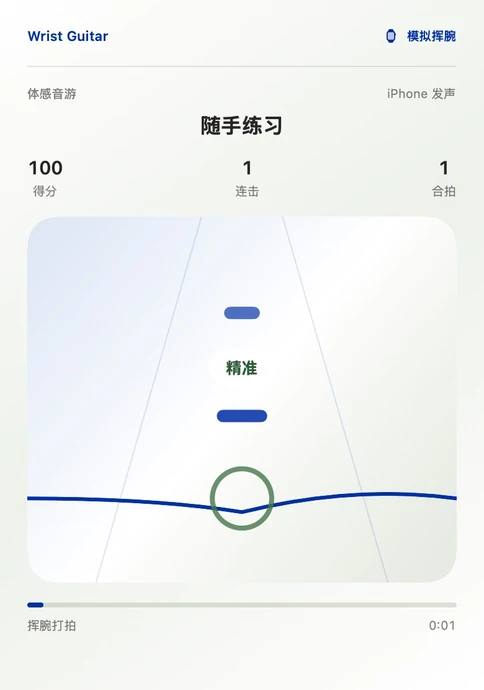 Wrist Guitar
模拟挥腕
体感音游
iPhone 发声
随手练习
100
1
1
得分
连击
合拍
精准
挥腕打拍
0:01